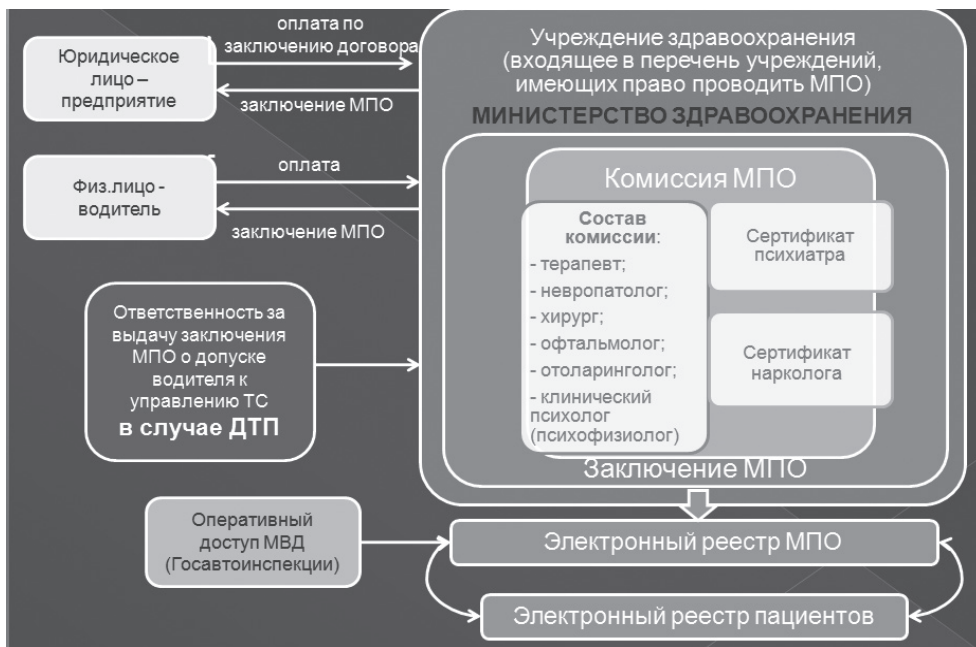 оплата по
заключению договора
Юридическое
лицо –
предприятие
заключение МПО
Физ.лицо -
водитель
оплата
заключение МПО
Ответственность за
выдачу заключения
МПО о допуске
водителя к
управлению ТС
в случае ДТП
Учреждение здравоохранения
(входящее в перечень учреждений,
имеющих право проводить МПО)
МИНИСТЕРСТВО ЗДРАВООХРАНЕНИЯ
Комиссия МПО
Состав
комиссии:
- терапевт;
- невропатолог;
- хирург;
- офтальмолог;
- отоларинголог;
- клинический
психолог
(психофизиолог)
Сертификат
психиатра
Сертификат
нарколога
Заключение МПО
Оперативный
доступ МВД
(Госавтоинспекции)
Электронный реестр МПО
Электронный реестр пациентов